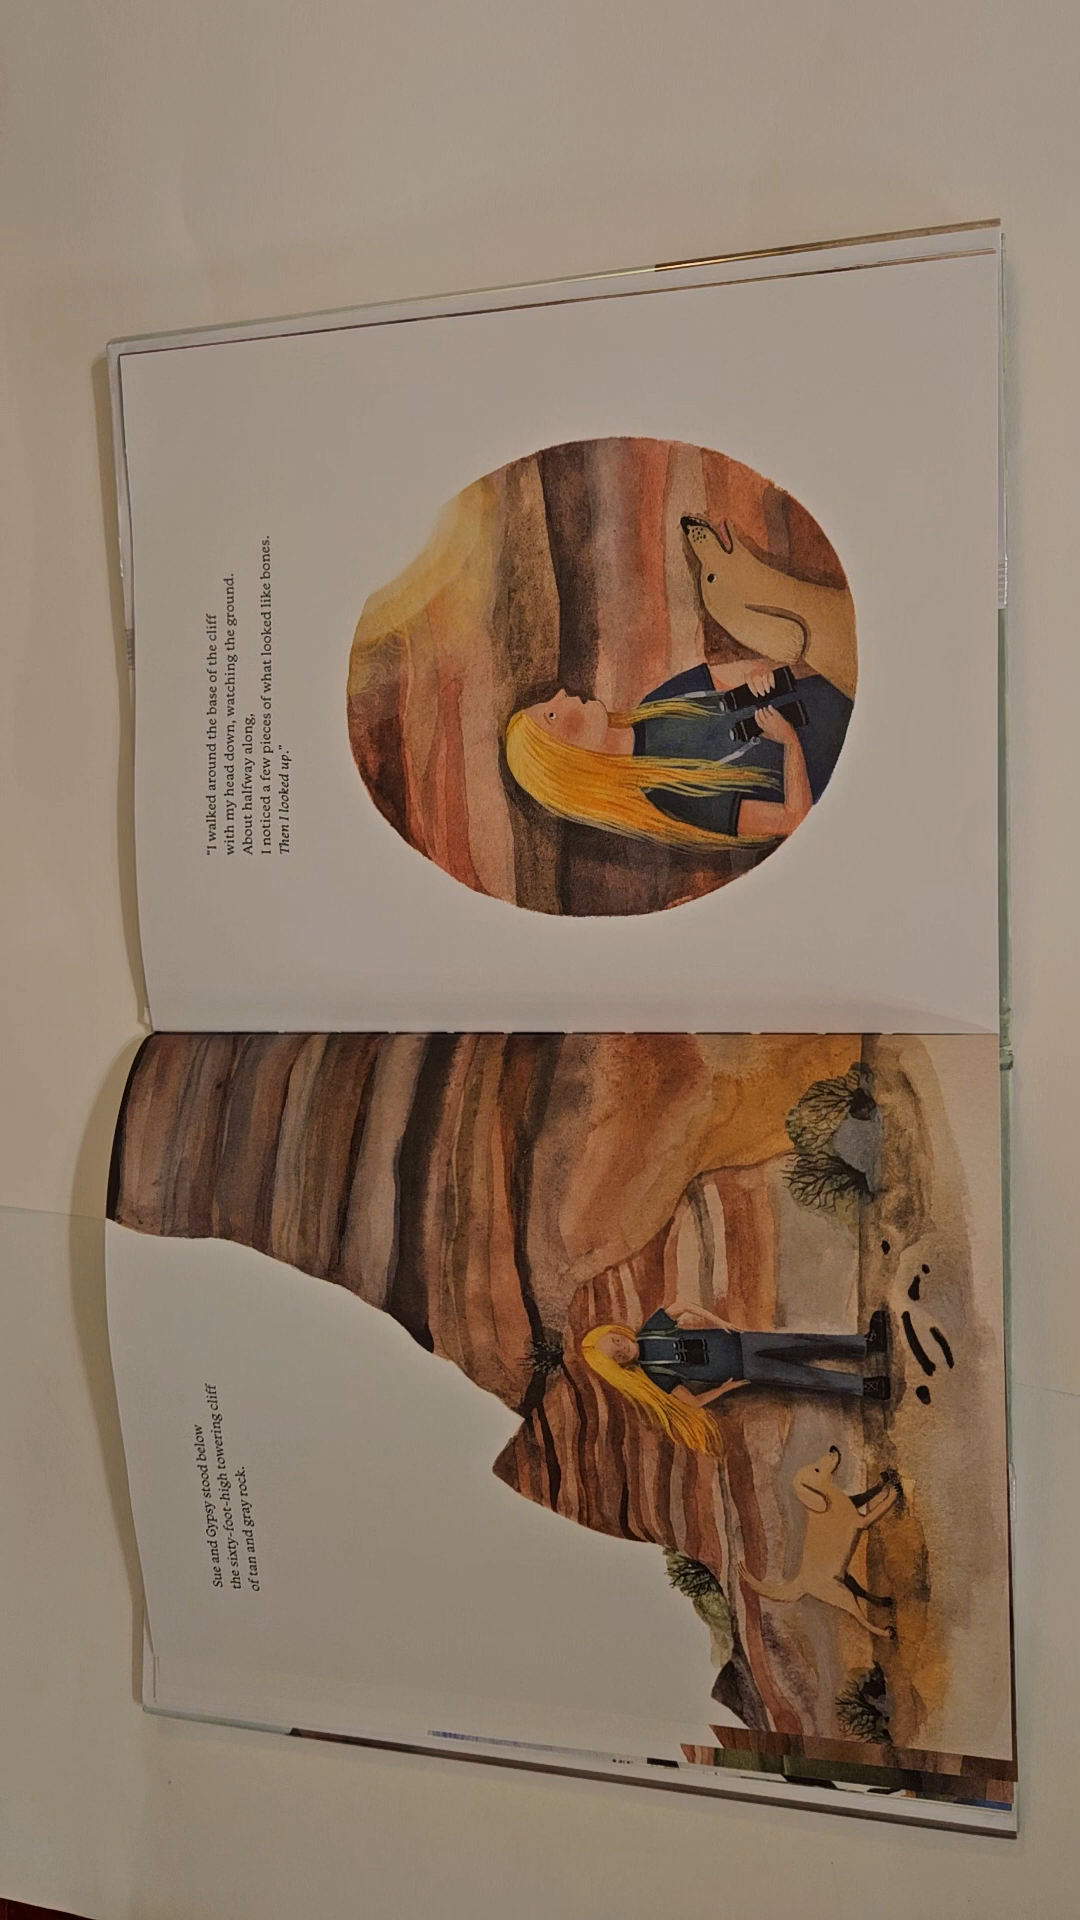 Sue and Gypsy stood below
the sixty-foot-high towering cliff
of tan and gray rock.
"I walked around the base of the cliff
with my head down, watching the ground.
About halfway along,
I noticed a few pieces of what looked like bones.
Then I looked up."